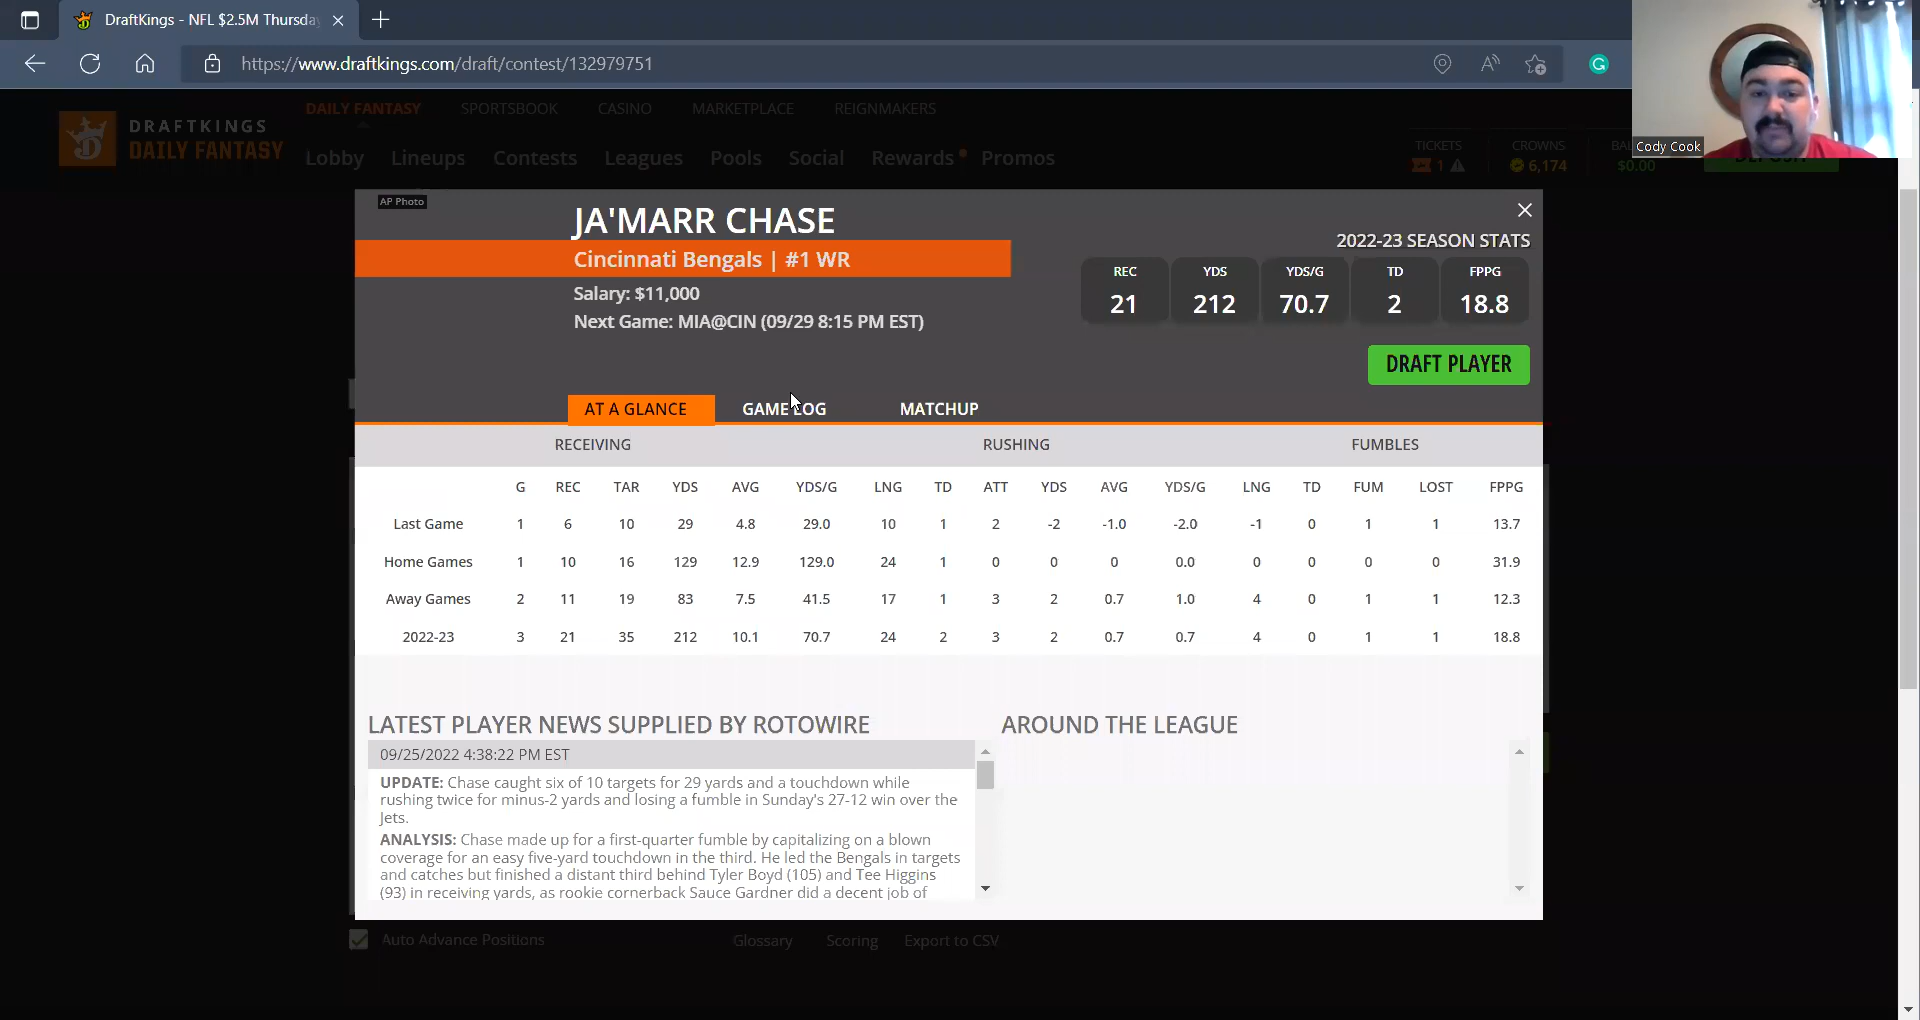 DraftKings - NFL $2.5M Thursda
https://www.draftkings.com/draft/contest/132979751
Cody Cook
DRAFTKINGS
DAILY FANTASY
DAILY FANTASY SPORTSBOOK CASINO MARKETPLACE REIGNMAKERS
Lobby Lineups Contests Leagues Pools Social Rewards Promos
TICKETS CROWNS
1 6,174 $0.00
AP Photo
JA'MARR CHASE
Cincinnati Bengals | #1 WR
Salary: $11,000
Next Game: MIA@CIN (09/29 8:15 PM EST)
2022-23 SEASON STATS
REC YDS YDS/G TD FPPG
21 212 70.7 2 18.8
DRAFT PLAYER
AT A GLANCE GAME LOG MATCHUP
RECEIVING RUSHING FUMBLES
G REC TAR YDS AVG YDS/G LNG TD ATT YDS AVG YDS/G LNG TD FUM LOST FPPG
Last Game 1 6 10 29 4.8 29.0 10 1 2 -2 -1.0 -2.0 -1 0 1 1 13.7
Home Games 1 10 16 129 12.9 129.0 24 1 0 0 0 0.0 0 0 0 0 31.9
Away Games 2 11 19 83 7.5 41.5 17 1 3 2 0.7 1.0 4 0 1 1 12.3
2022-23 3 21 35 212 10.1 70.7 24 2 3 2 0.7 0.7 4 0 1 1 18.8
LATEST PLAYER NEWS SUPPLIED BY ROTOWIRE
09/25/2022 4:38:22 PM EST
UPDATE: Chase caught six of 10 targets for 29 yards and a touchdown while
rushing twice for minus-2 yards and losing a fumble in Sunday's 27-12 win over the
Jets.
ANALYSIS: Chase made up for a first-quarter fumble by capitalizing on a blown
coverage for an easy five-yard touchdown in the third. He led the Bengals in targets
and catches but finished a distant third behind Tyler Boyd (105) and Tee Higgins
(93) in receiving yards, as rookie cornerback Sauce Gardner did a decent job of
AROUND THE LEAGUE
Auto Advance Positions Glossary Scoring Export to CSV